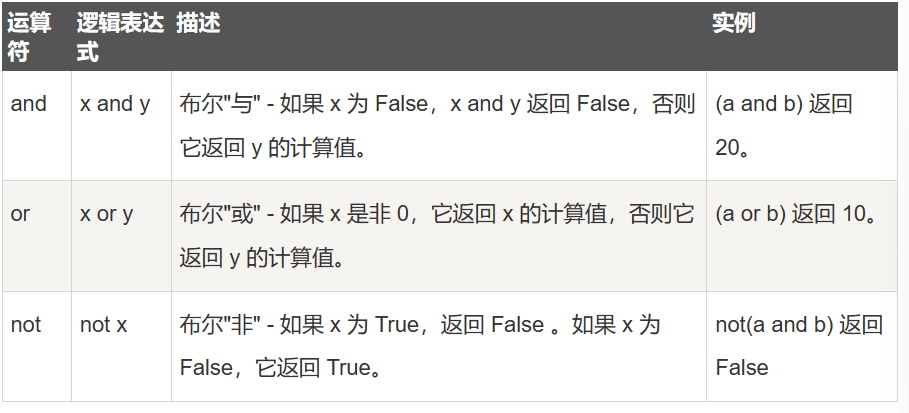 运算符 逻辑表达式 描述 实例
and x and y 布尔"与" - 如果 x 为 False，x and y 返回 False，否则
它返回 y 的计算值。 (a and b) 返回
20。
or x or y 布尔"或" - 如果 x 是非 0，它返回 x 的计算值，否则它
返回 y 的计算值。 (a or b) 返回 10。
not not x 布尔"非" - 如果 x 为 True，返回 False 。如果 x 为
False，它返回 True。 not(a and b) 返回
False